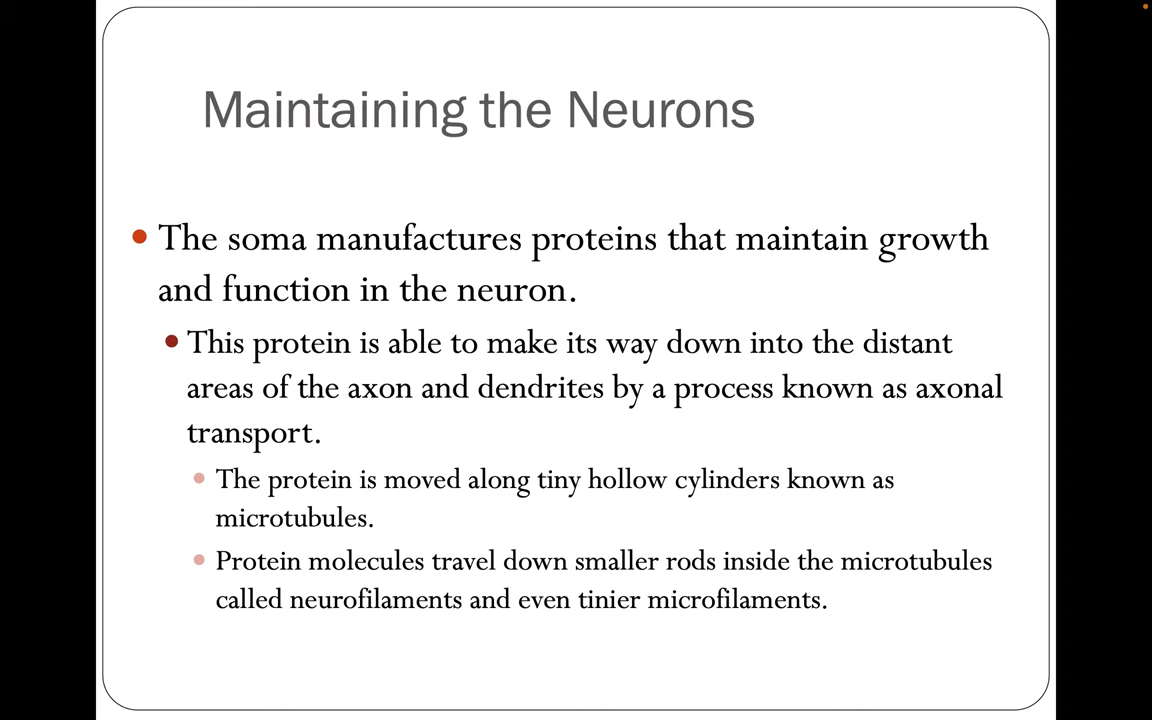 Maintaining the Neurons
The soma manufactures proteins that maintain growth
and function in the neuron.
This protein is able to make its way down into the distant
areas of the axon and dendrites by a process known as axonal
transport.
The protein is moved along tiny hollow cylinders known as
microtubules.
Protein molecules travel down smaller rods inside the microtubules
called neurofilaments and even tinier microfilaments.